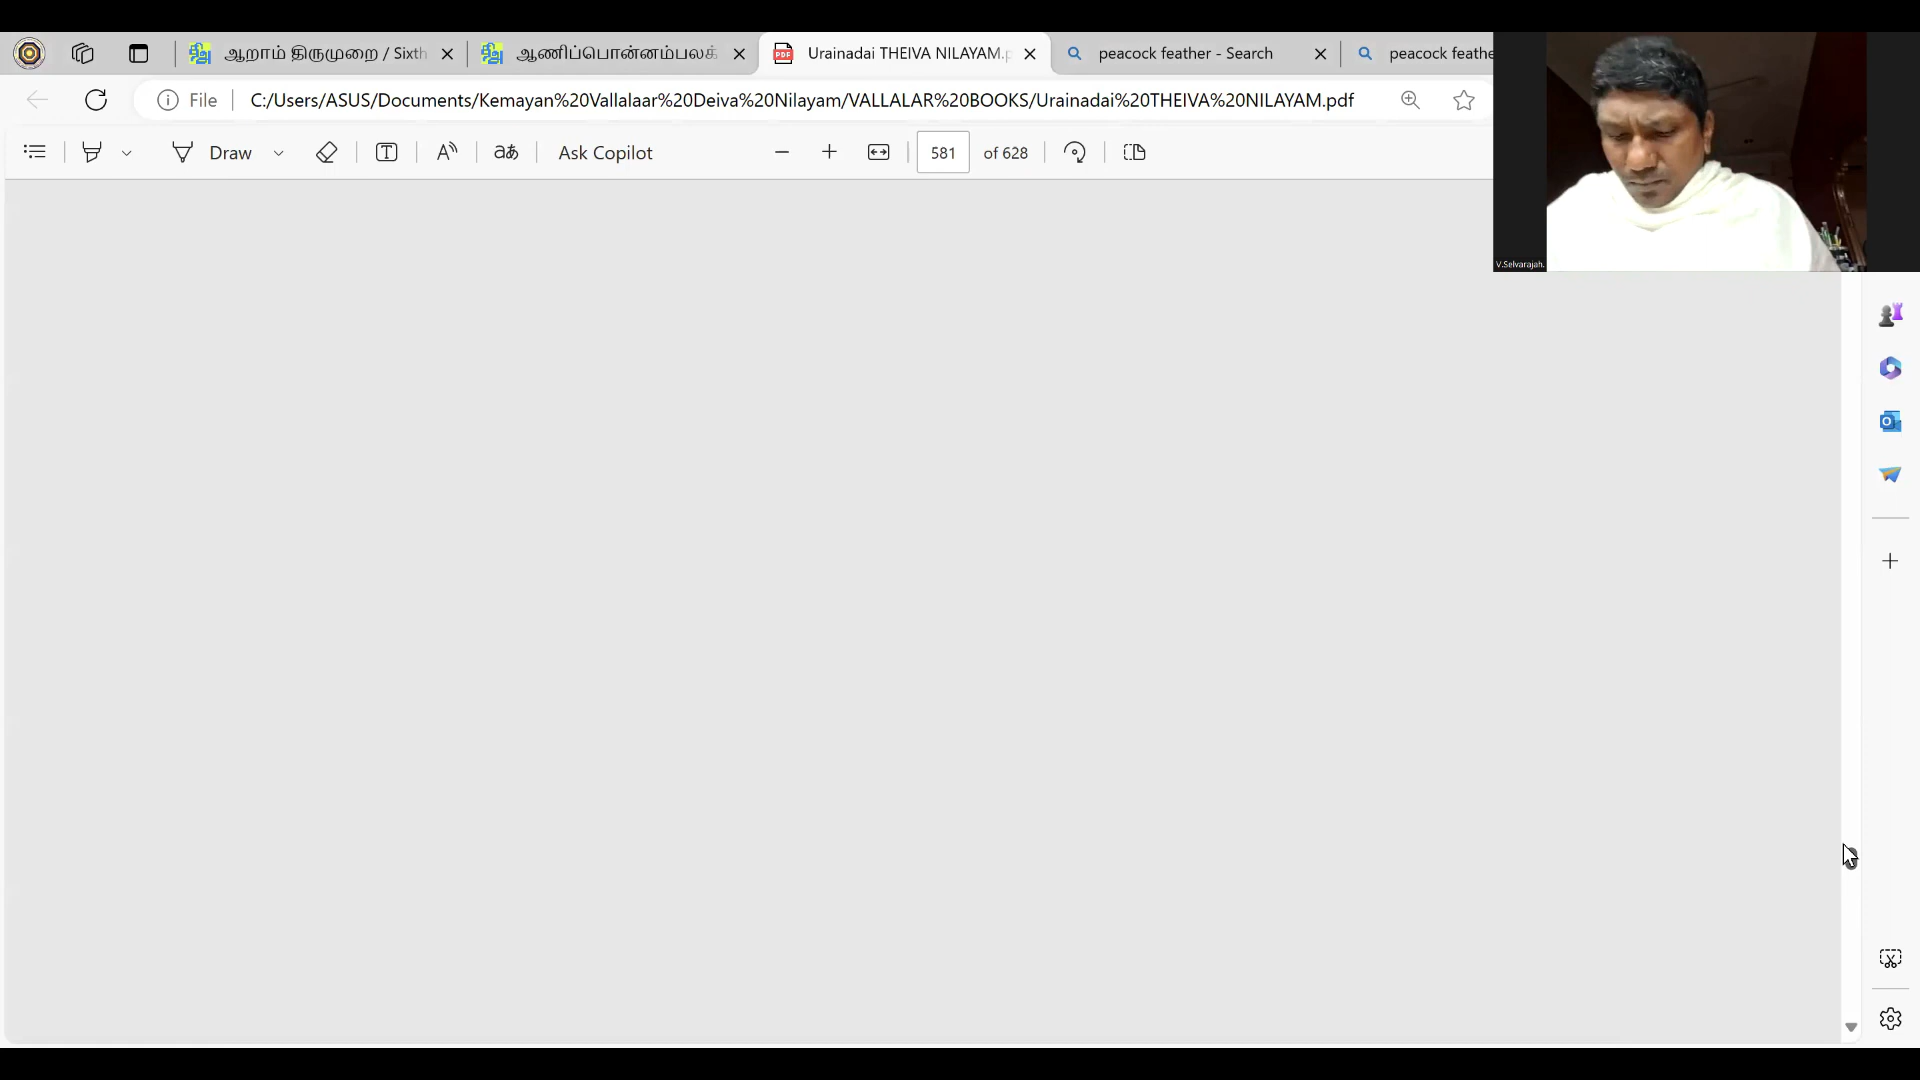 ஆறாம் திருமுறை / Sixth
ஆணிப்பொன்னம்பலக்
Urainadai THEIVA NILAYAM.p
peacock feather - Search
peacock feathe
File
C:/Users/ASUS/Documents/Kemayan%20Vallalaar%20Deiva%20Nilayam/VALLALAR%20BOOKS/Urainadai%20THEIVA%20NILAYAM.pdf
Draw
Ask Copilot
581
of 628
V.Selvarajah.